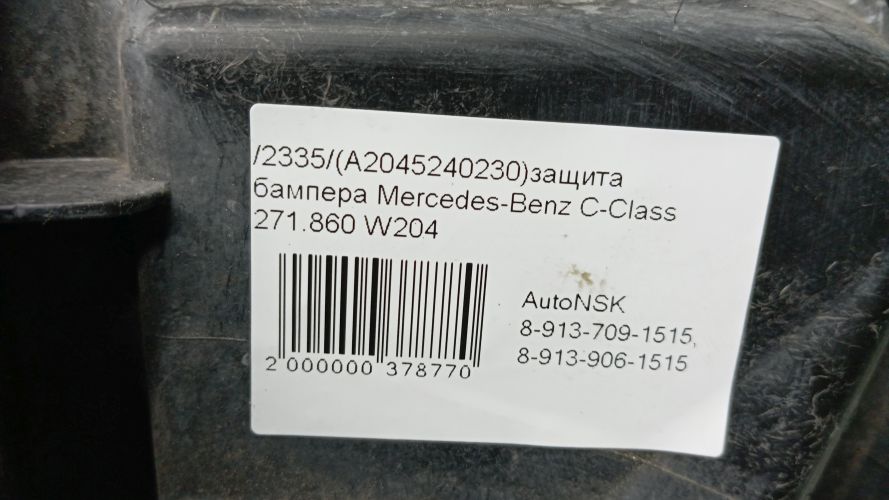 /2335/(A2045240230)защита
бампера Mercedes-Benz C-Class
271.860 W204
AutoNSK
8-913-709-1515,
8-913-906-1515
2 000000 378770